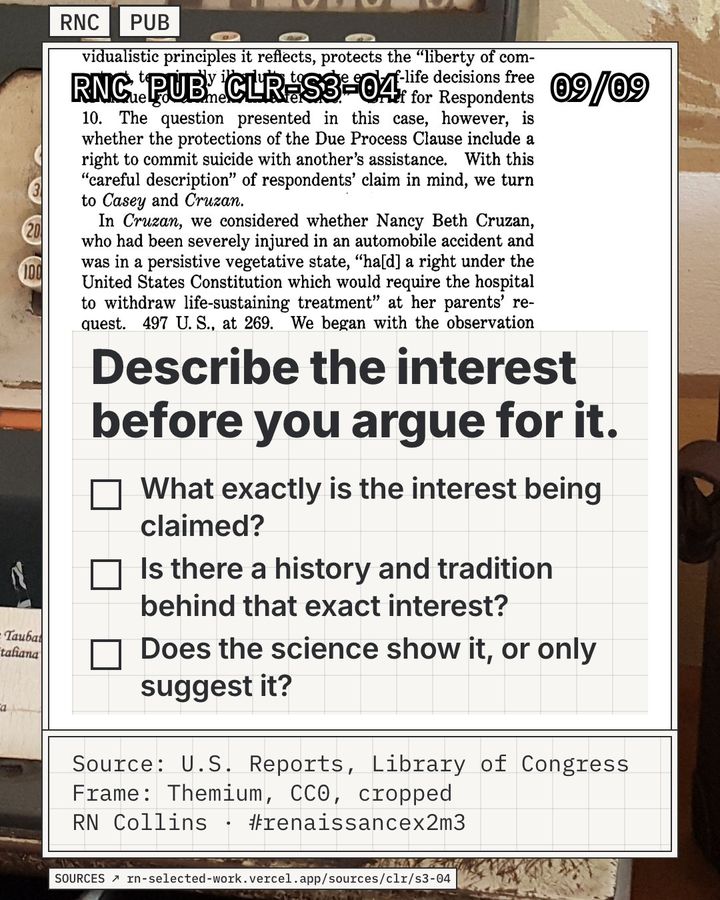 RNC PUB
vidualistic principles it reflects, protects the “liberty of com-
RNC PUB CLR-S3-04 09/09
for Respondents
10. The question presented in this case, however, is
whether the protections of the Due Process Clause include a
right to commit suicide with another’s assistance. With this
“careful description” of respondents’ claim in mind, we turn
to Casey and Cruzan.
In Cruzan, we considered whether Nancy Beth Cruzan,
who had been severely injured in an automobile accident and
was in a persistive vegetative state, “ha[d] a right under the
United States Constitution which would require the hospital
to withdraw life-sustaining treatment” at her parents’ re-
quest. 497 U. S., at 269. We began with the observation
Describe the interest
before you argue for it.
What exactly is the interest being
claimed?
Is there a history and tradition
behind that exact interest?
Does the science show it, or only
suggest it?
Source: U.S. Reports, Library of Congress
Frame: Themium, CC0, cropped
RN Collins · #renaissancex2m3
SOURCES ↗ rn-selected-work.vercel.app/sources/clr/s3-04